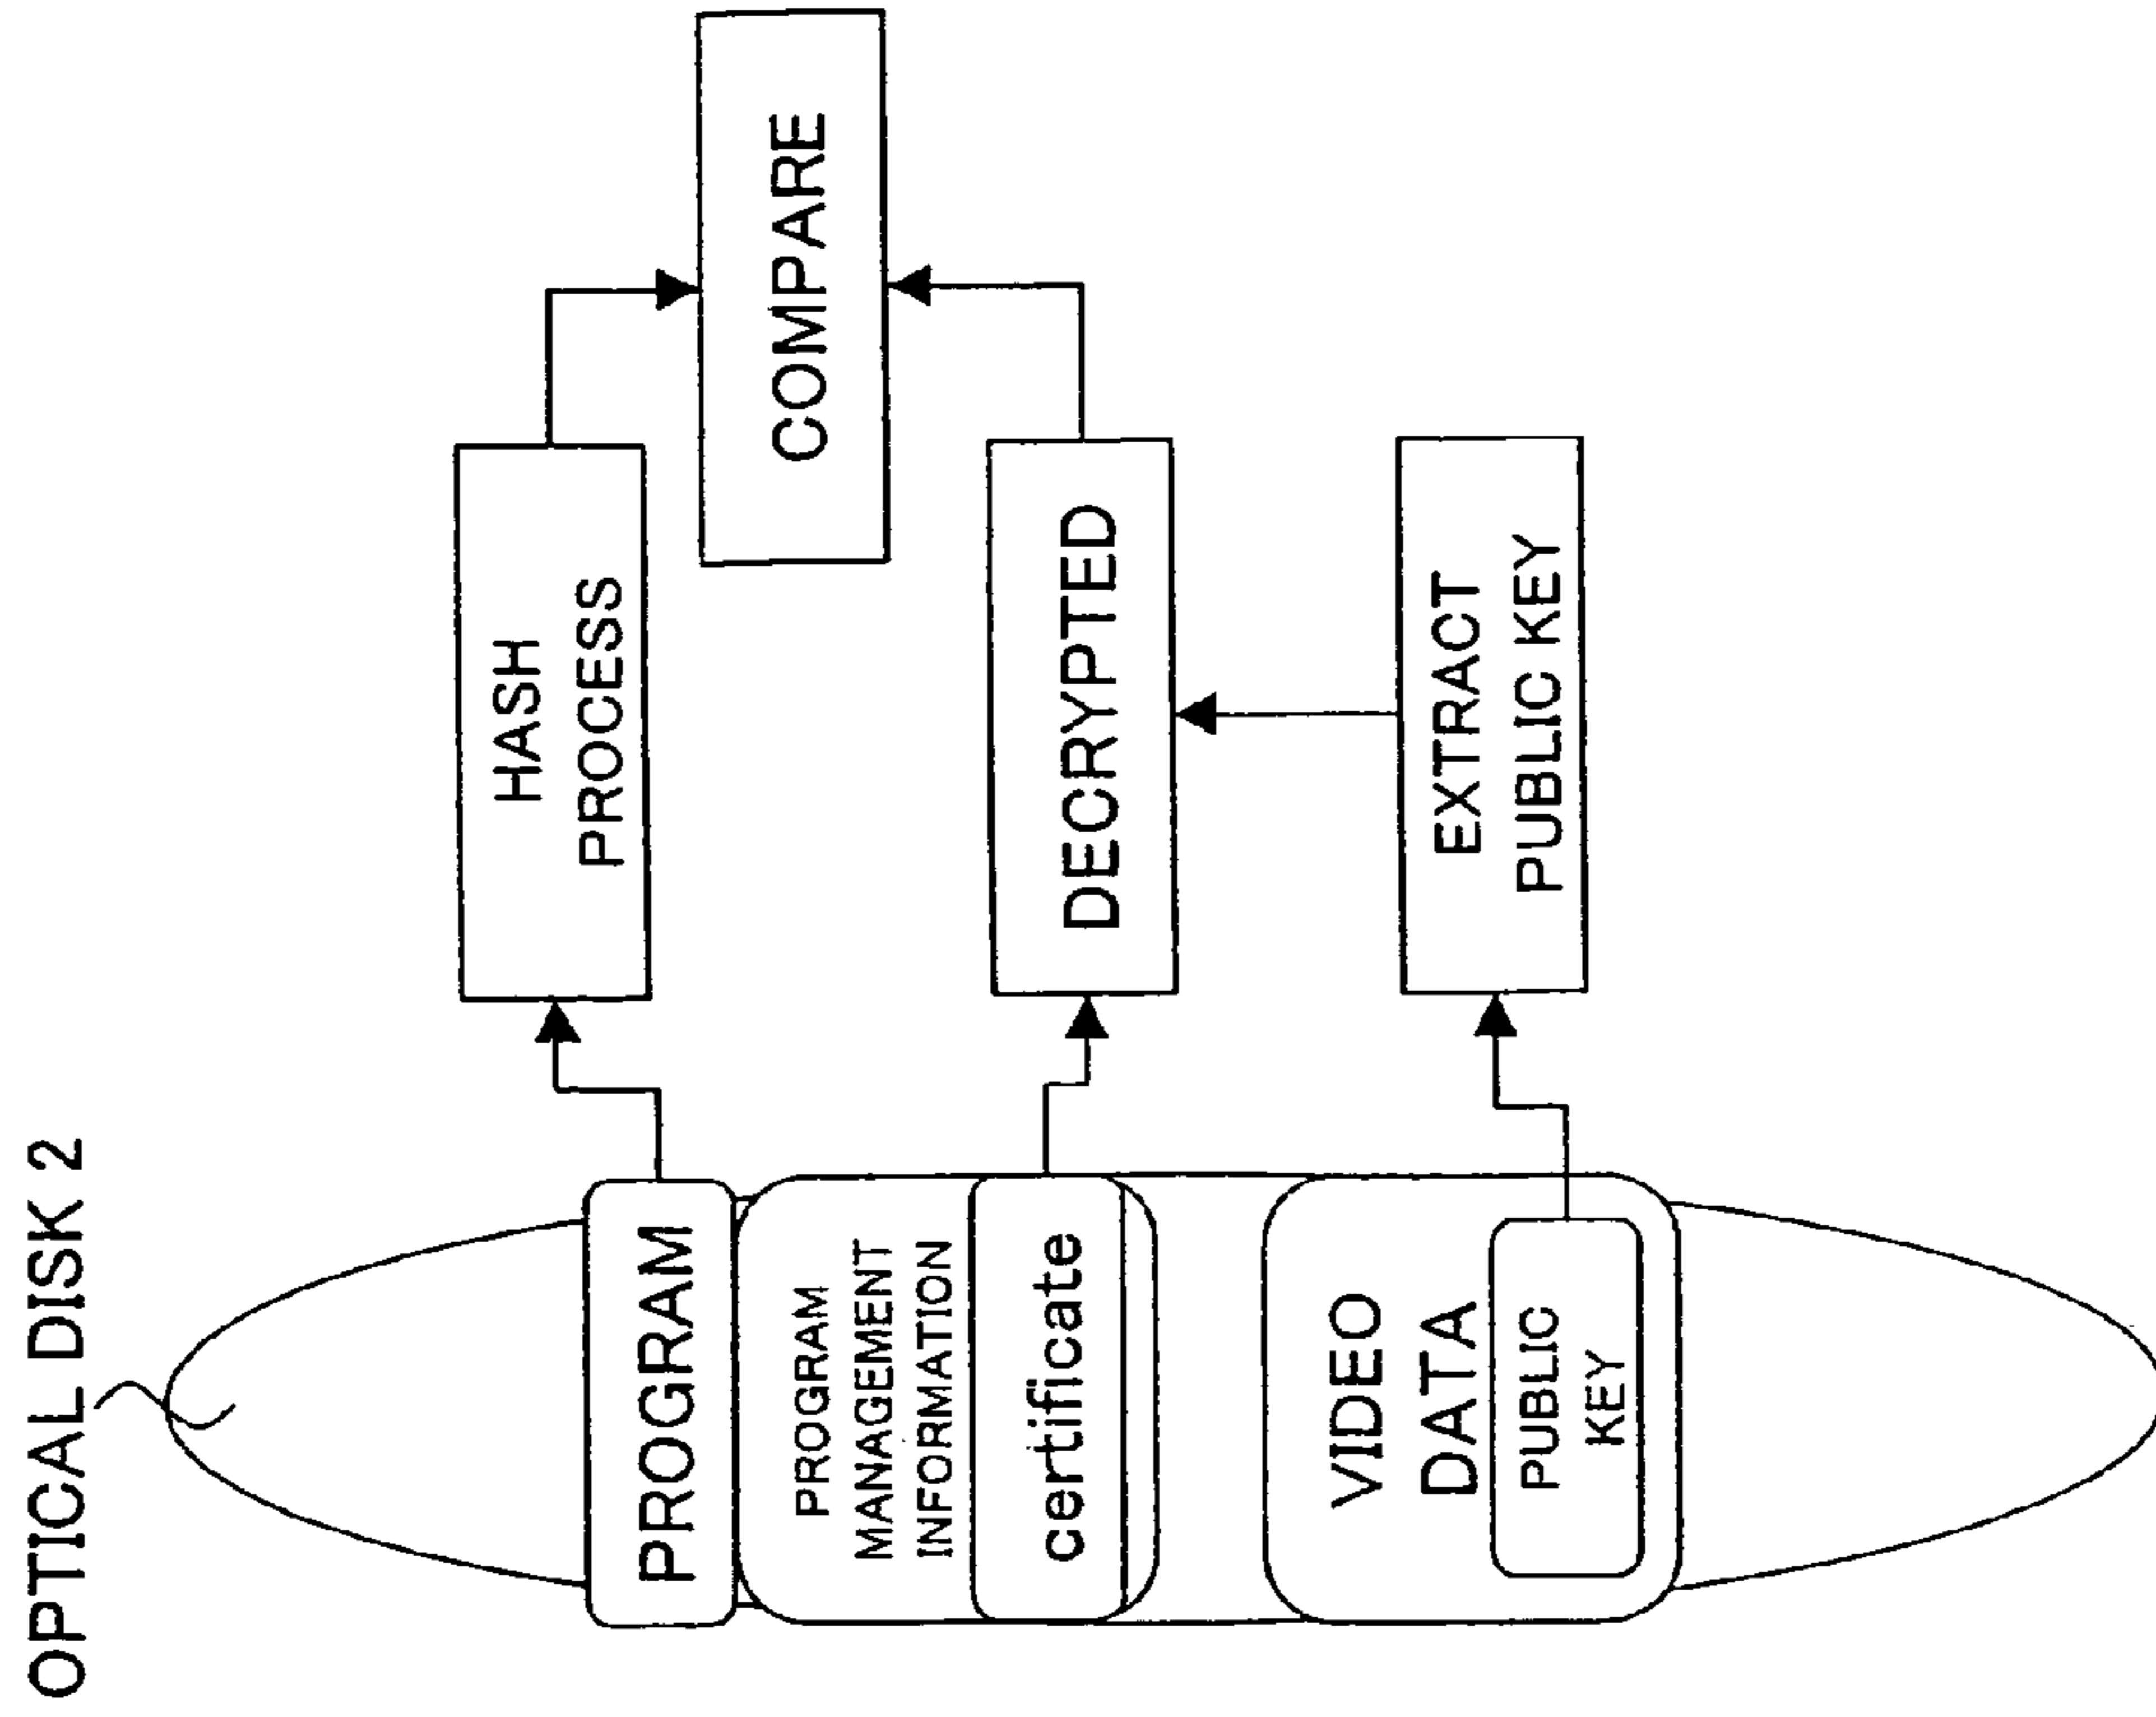 OPTICAL DISK 2
PROGRAM
PROGRAM
MANAGEMENT
INFORMATION
certificate
VIDEO
DATA
PUBLIC
KEY
HASH
PROCESS
DECRYPTED
EXTRACT
PUBLIC KEY
COMPARE